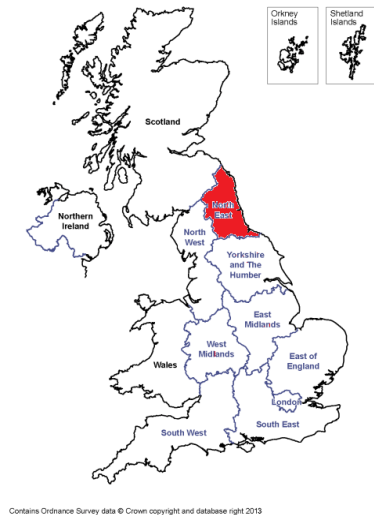 Orkney
Islands
Shetland
Islands
Scotland
North
East
Northern
Ireland
North
West
Yorkshire
and The
Humber
East
Midlands
West
Midlands
Wales
East of
England
London
South West
South East
Contains Ordnance Survey data © Crown copyright and database right 2013